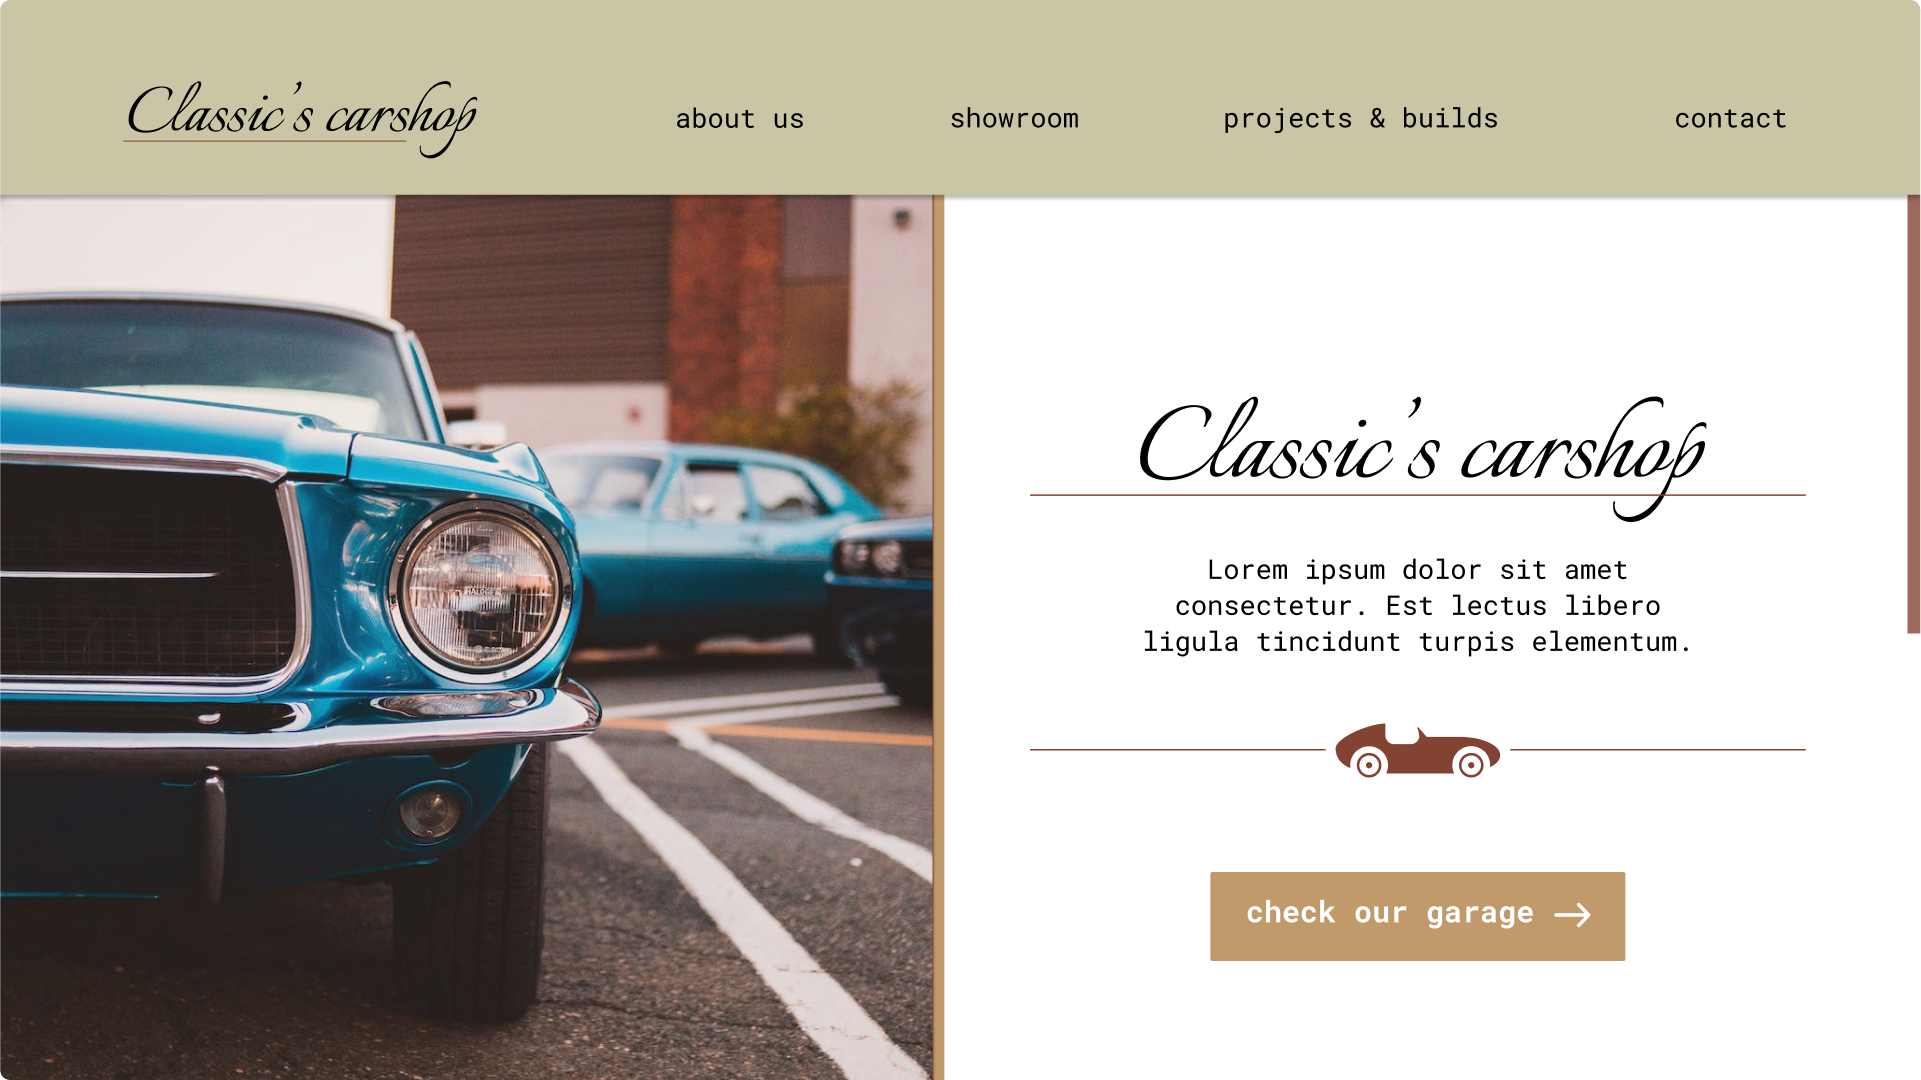 Classic's carshop
about us
showroom
projects & builds
contact
Classic's carshop
Lorem ipsum dolor sit amet
consectetur. Est lectus libero
ligula tincidunt turpis elementum.
check our garage →